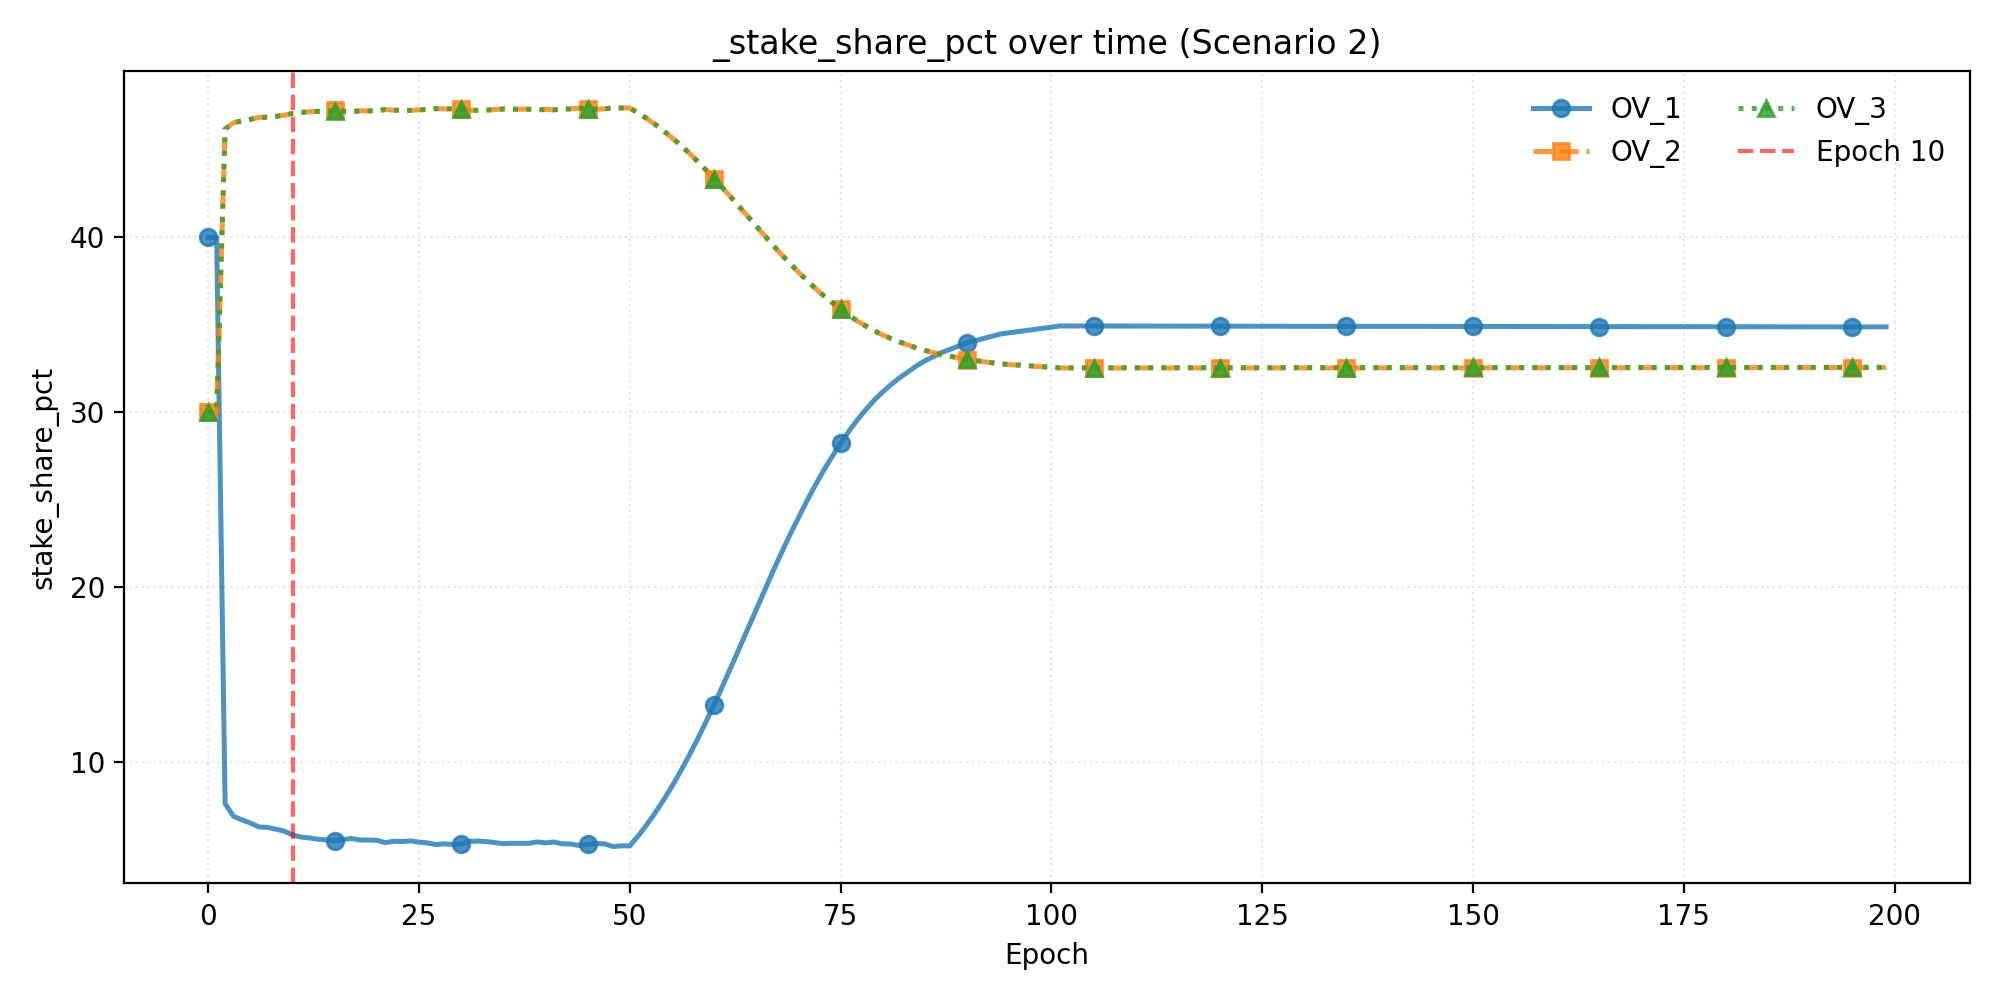 _stake_share_pct over time (Scenario 2)
OV_1
OV_2
OV_3
Epoch 10
stake_share_pct
40
30
20
10
0 25 50 75 100 125 150 175 200
Epoch